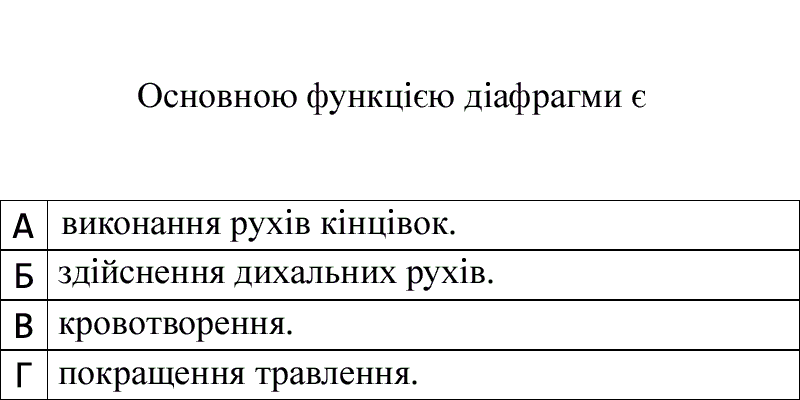 Основною функцією діафрагми є
А виконання рухів кінцівок.
Б здійснення дихальних рухів.
В кровотворення.
Г покращення травлення.